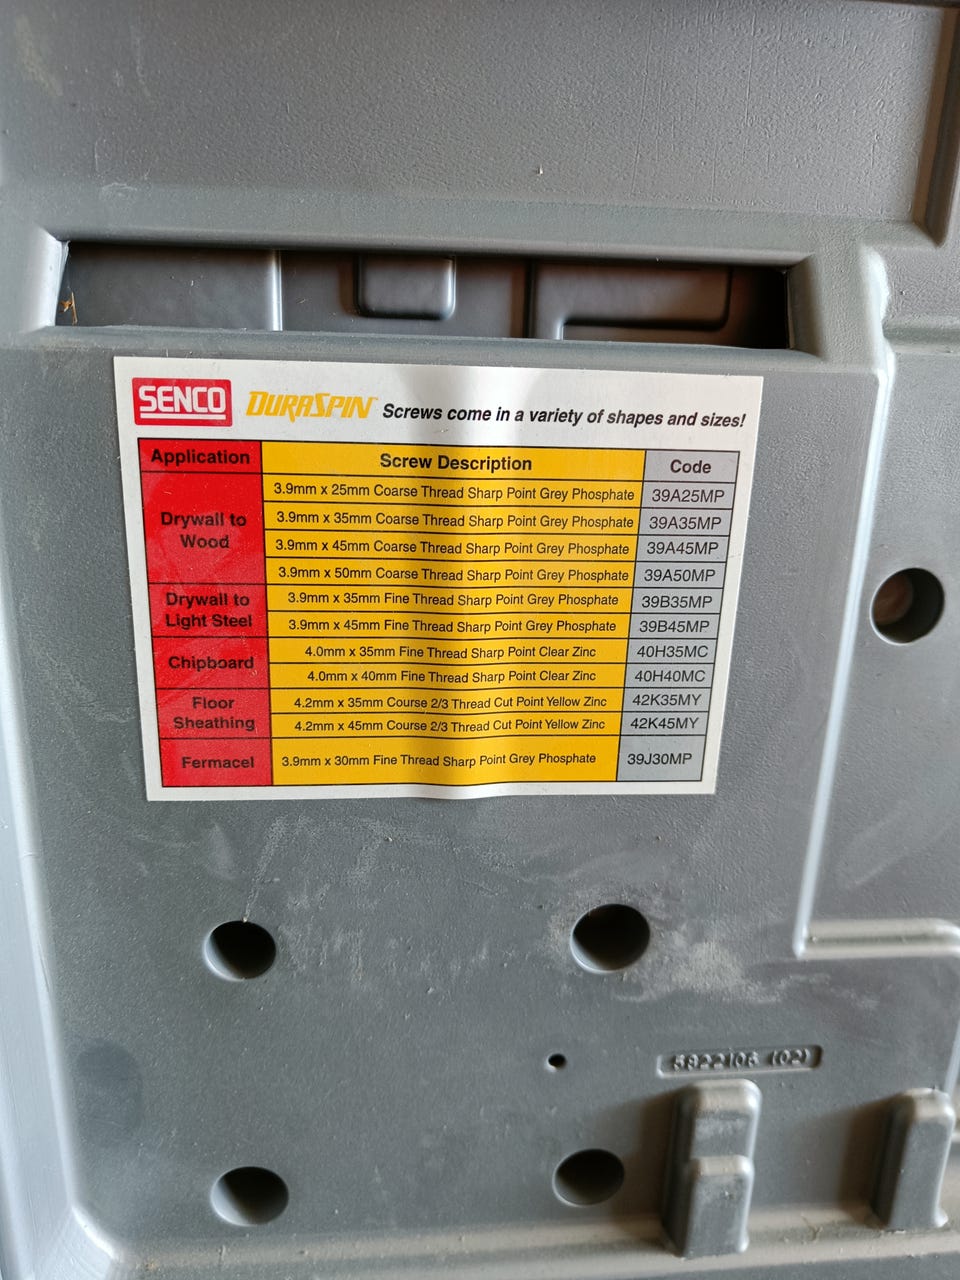 SENCO DURASPIN™ Screws come in a variety of shapes and sizes!
Application Screw Description Code
Drywall to Wood
3.9mm x 25mm Coarse Thread Sharp Point Grey Phosphate 39A25MP
3.9mm x 35mm Coarse Thread Sharp Point Grey Phosphate 39A35MP
3.9mm x 45mm Coarse Thread Sharp Point Grey Phosphate 39A45MP
3.9mm x 50mm Coarse Thread Sharp Point Grey Phosphate 39A50MP
Drywall to Light Steel
3.9mm x 35mm Fine Thread Sharp Point Grey Phosphate 39B35MP
3.9mm x 45mm Fine Thread Sharp Point Grey Phosphate 39B45MP
Chipboard
4.0mm x 35mm Fine Thread Sharp Point Clear Zinc 40H35MC
4.0mm x 40mm Fine Thread Sharp Point Clear Zinc 40H40MC
Floor Sheathing
4.2mm x 35mm Course 2/3 Thread Cut Point Yellow Zinc 42K35MY
4.2mm x 45mm Course 2/3 Thread Cut Point Yellow Zinc 42K45MY
Fermacel
3.9mm x 30mm Fine Thread Sharp Point Grey Phosphate 39J30MP
(02)